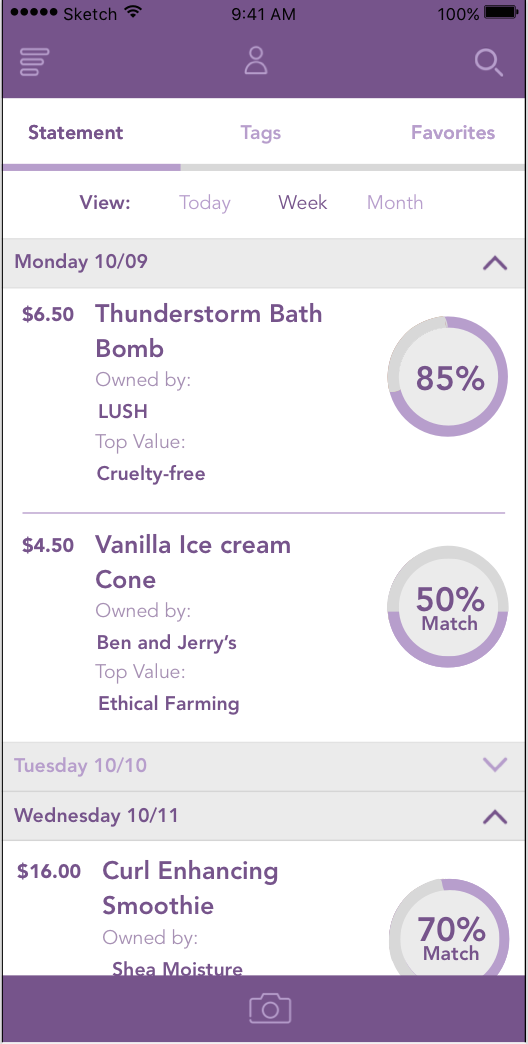 Sketch 9:41 AM 100%
Statement Tags Favorites
View: Today Week Month
Monday 10/09
$6.50 Thunderstorm Bath
Bomb
Owned by:
LUSH
Top Value:
Cruelty-free
85%
$4.50 Vanilla Ice cream
Cone
Owned by:
Ben and Jerry’s
Top Value:
Ethical Farming
50%
Match
Tuesday 10/10
Wednesday 10/11
$16.00 Curl Enhancing
Smoothie
Owned by:
Shea Moisture
70%
Match